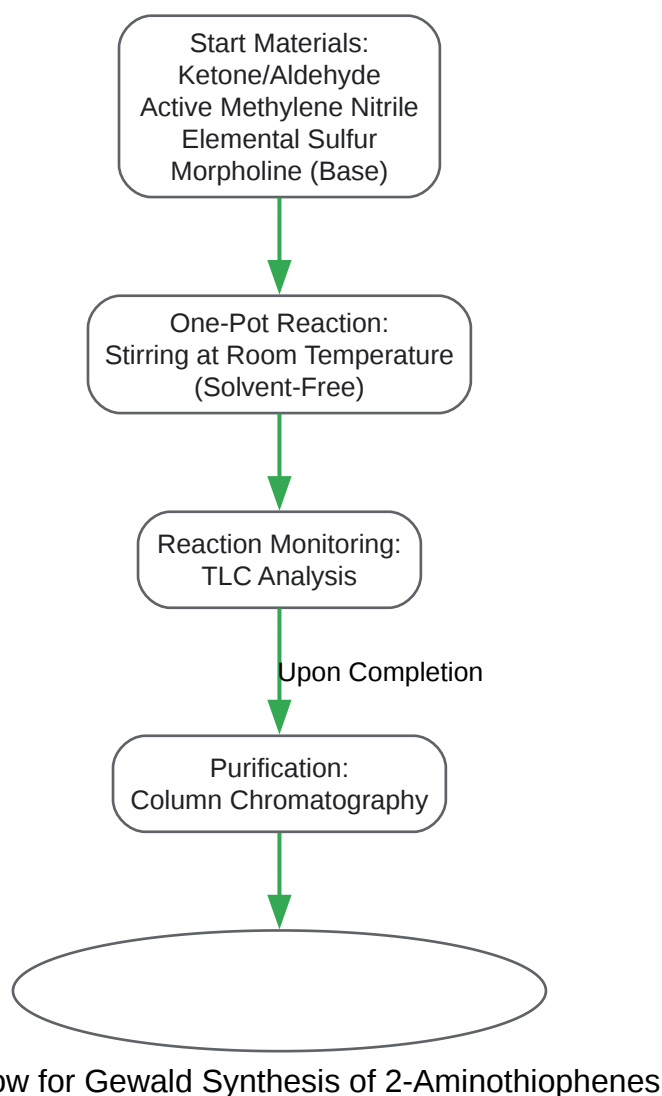 Start Materials:
Ketone/Aldehyde
Active Methylene Nitrile
Elemental Sulfur
Morpholine (Base)
One-Pot Reaction:
Stirring at Room Temperature
(Solvent-Free)
Reaction Monitoring:
TLC Analysis
Upon Completion
Purification:
Column Chromatography
for Gewald Synthesis of 2-Aminothiophenes